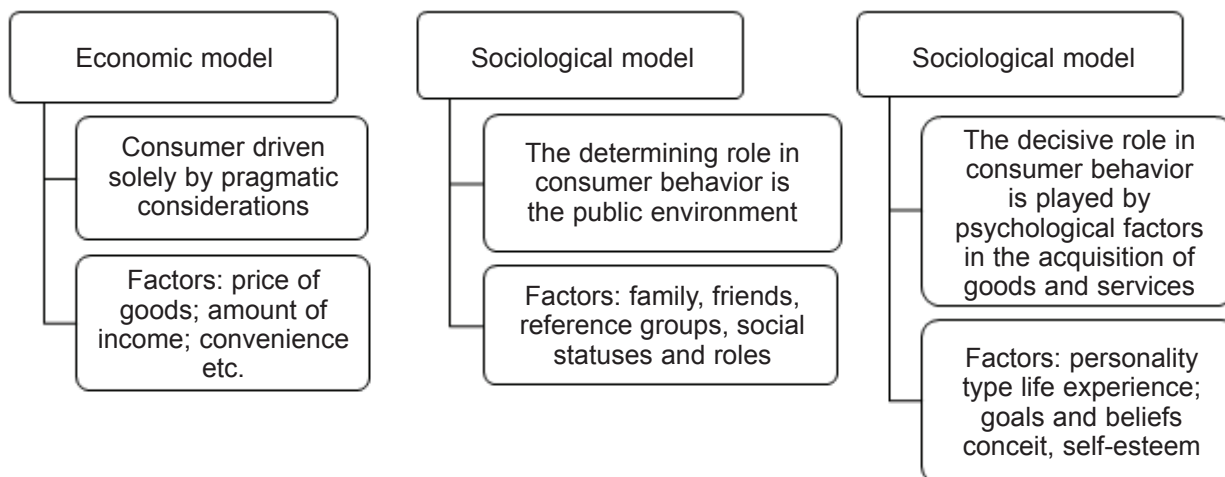 Economic model
Consumer driven
solely by pragmatic
considerations
Factors: price of
goods; amount of
income; convenience
etc.
Sociological model
The determining role in
consumer behavior is
the public environment
Factors: family, friends,
reference groups, social
statuses and roles
Sociological model
The decisive role in
consumer behavior
is played by
psychological factors
in the acquisition of
goods and services
Factors: personality
type life experience;
goals and beliefs
conceit, self-esteem